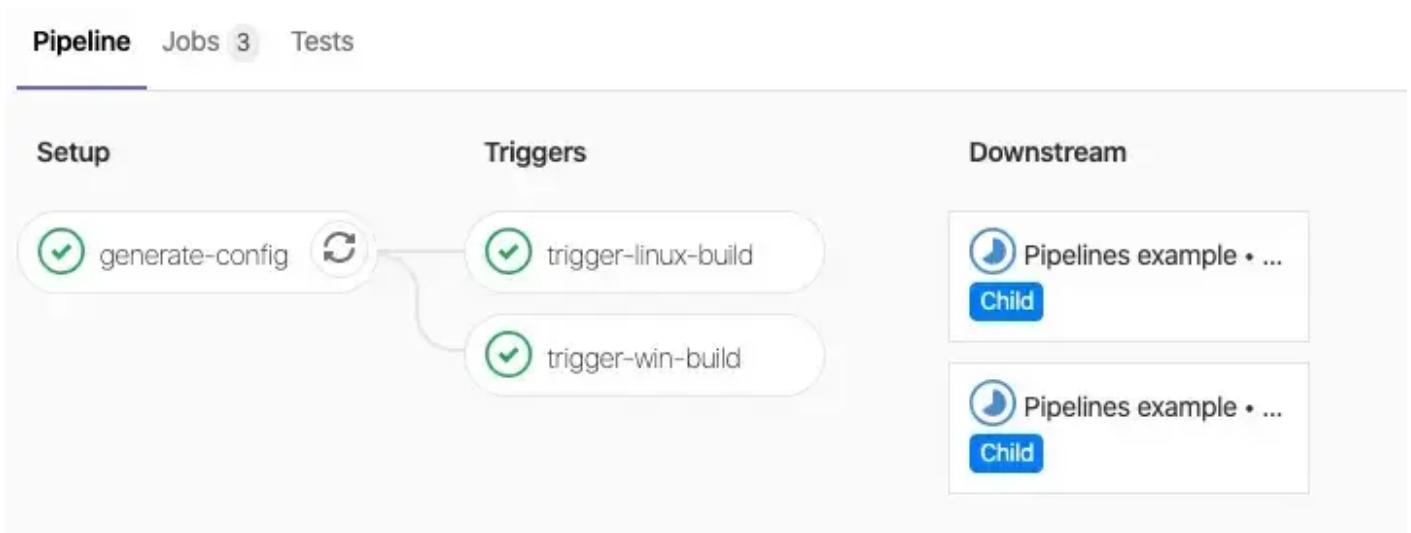 Pipeline Jobs 3 Tests
Setup
Triggers
Downstream
generate-config
trigger-linux-build
trigger-win-build
Pipelines example • ...
Child
Pipelines example • ...
Child